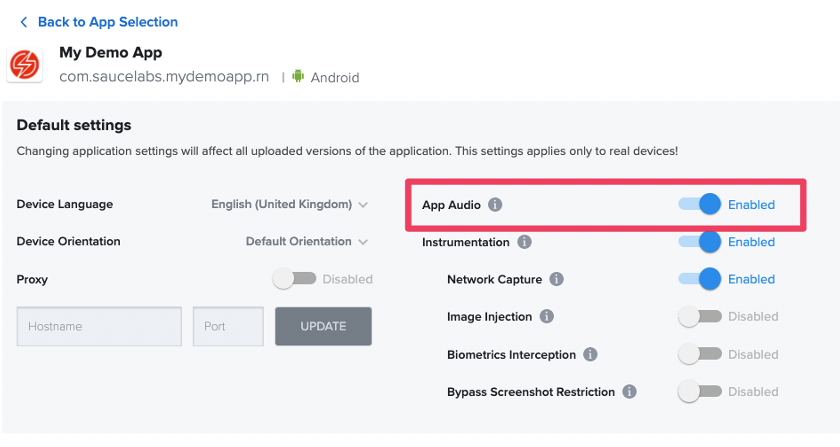 Back to App Selection
My Demo App
com.saucelabs.mydemoapp.rn | Android
Default settings
Changing application settings will affect all uploaded versions of the application. This settings applies only to real devices!
Device Language English (United Kingdom)
App Audio Enabled
Device Orientation Default Orientation
Instrumentation Enabled
Proxy Disabled
Network Capture Enabled
Hostname Port UPDATE
Image Injection Disabled
Biometrics Interception Disabled
Bypass Screenshot Restriction Disabled